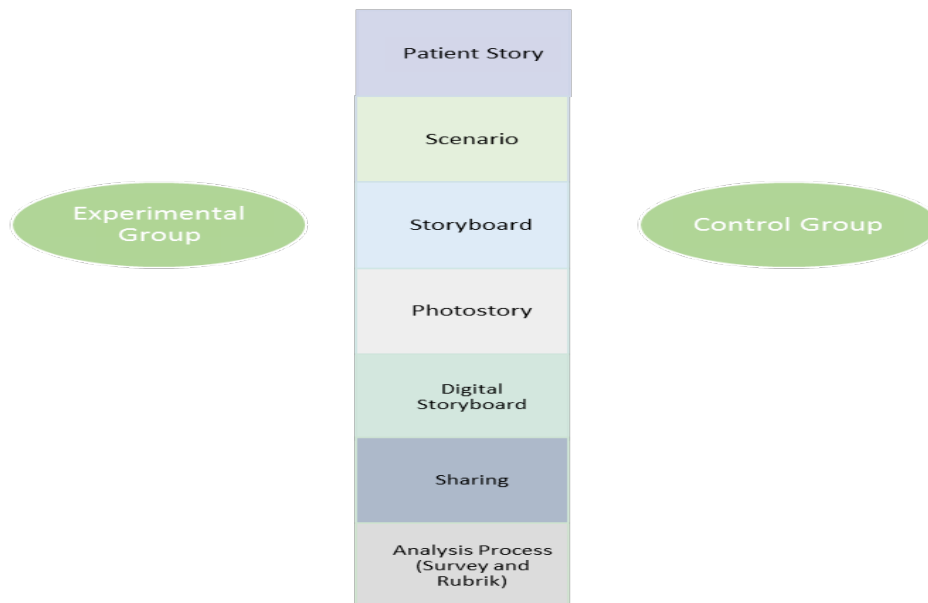 Patient Story
Scenario
Experimental
Group
Storyboard
Control Group
Photostory
Digital
Storyboard
Sharing
Analysis Process
(Survey and
Rubrik)